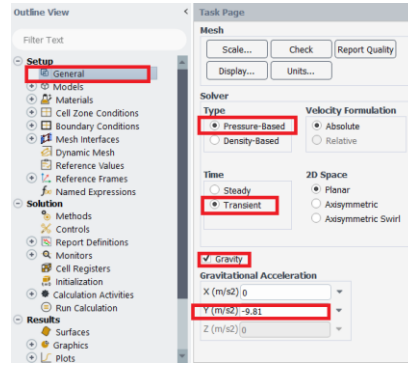 Outline View
Filter Text
Setup
General
Models
Materials
Cell Zone Conditions
Boundary Conditions
Mesh Interfaces
Dynamic Mesh
Reference Values
Reference Frames
Named Expressions
Solution
Methods
Controls
Report Definitions
Monitors
Cell Registers
Initialization
Calculation Activities
Run Calculation
Results
Surfaces
Graphics
Plots
Task Page
Mesh
Scale... Check Report Quality
Display... Units...
Solver
Type Velocity Formulation
Pressure-Based Absolute
Density-Based Relative
Time 2D Space
Steady Planar
Transient Axisymmetric
Axisymmetric Swirl
Gravity
Gravitational Acceleration
X (m/s2) 0
Y (m/s2) -9.81
Z (m/s2) 0